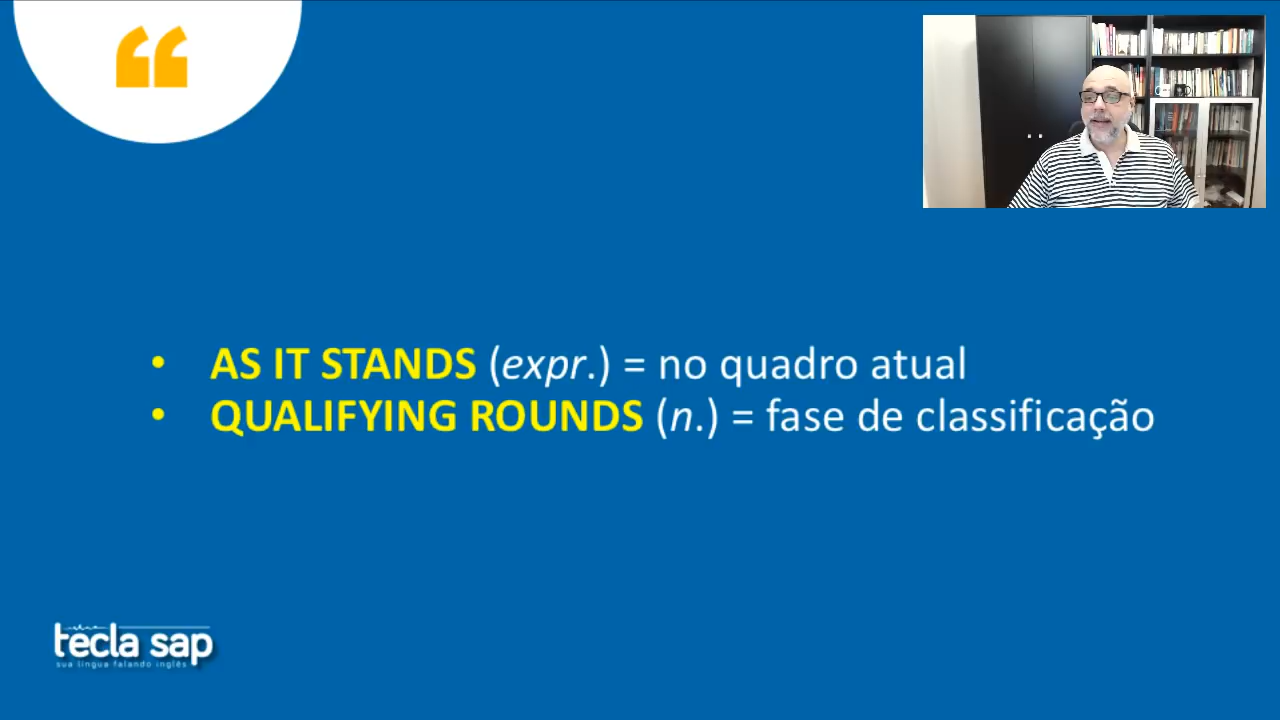 “
• AS IT STANDS (expr.) = no quadro atual
• QUALIFYING ROUNDS (n.) = fase de classificação
tecla sap
sua língua falando inglês